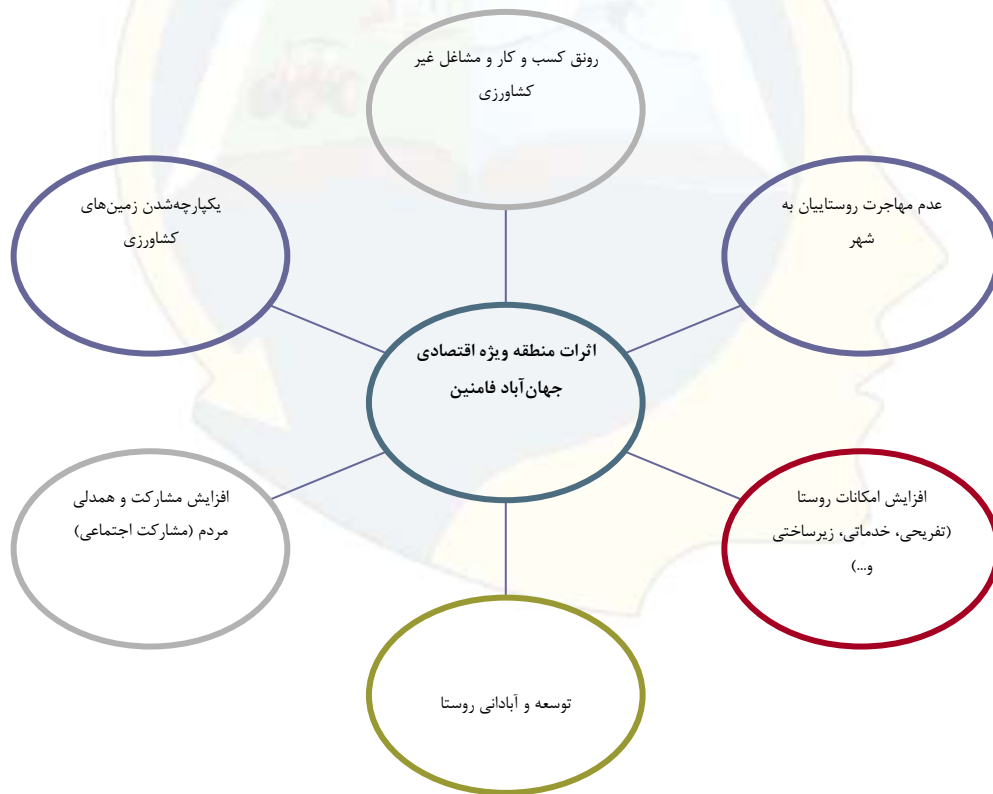 رونق کسب و کار و مشاغل غیر
کشاورزی
عدم مهاجرت روستاییان به
شهر
یکپارچه‌شدن زمین‌های
کشاورزی
اثرات منطقه ویژه اقتصادی
جهان‌آباد فامنین
افزایش امکانات روستا
(تفریحی، خدماتی، زیرساختی
و...)
افزایش مشارکت و همدلی
مردم (مشارکت اجتماعی)
توسعه و آبادانی روستا